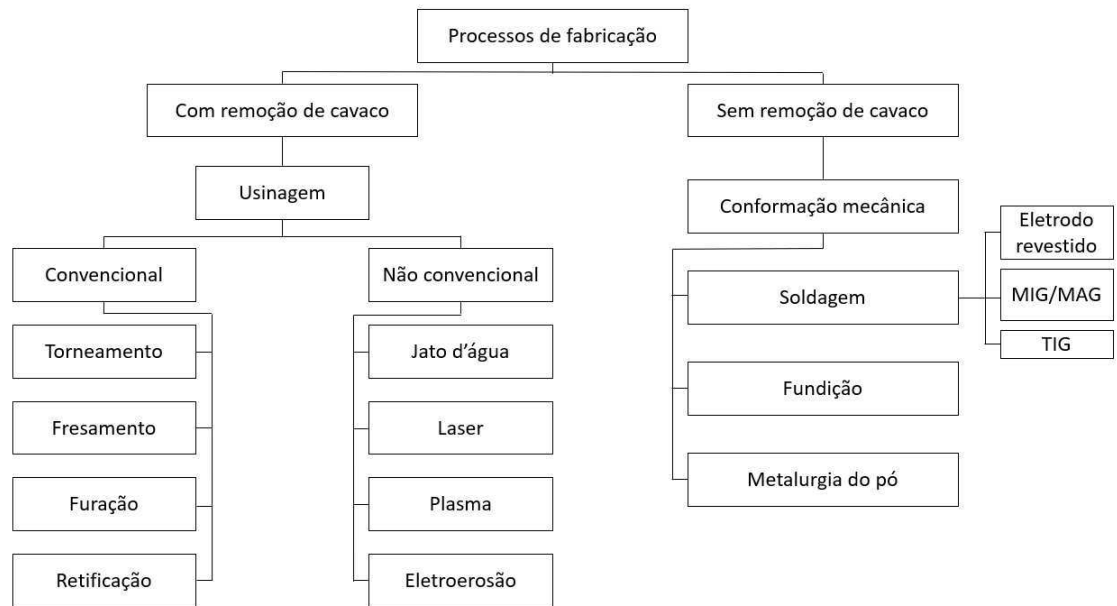 Processos de fabricação
Com remoção de cavaco
Sem remoção de cavaco
Usinagem
Conformação mecânica
Convencional
Não convencional
Torneamento
Fresamento
Furação
Retificação
Jato d’água
Laser
Plasma
Eletroerosão
Soldagem
Fundição
Metalurgia do pó
Eletrodo
revestido
MIG/MAG
TIG